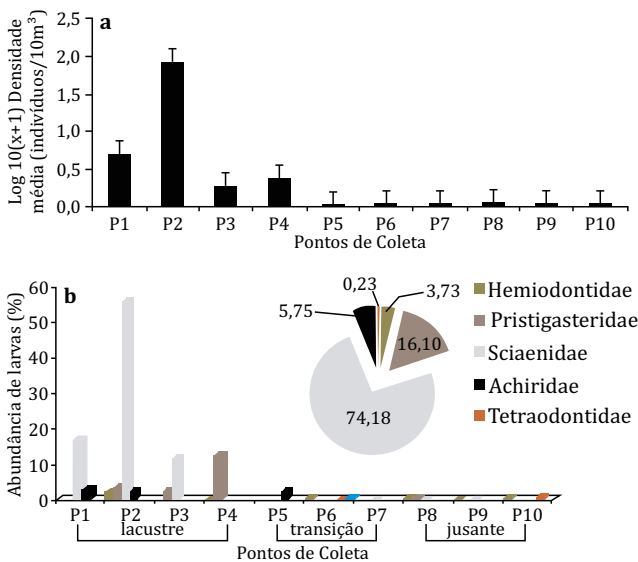 a
Log 10(x+1) Densidade
média (indivíduos/10m³)
2,5
2,0
1,5
1,0
0,5
0,0
P1 P2 P3 P4 P5 P6 P7 P8 P9 P10
Pontos de Coleta
b
Abundância de larvas (%)
60
50
40
30
20
10
0
0,23
3,73
5,75
16,10
74,18
Hemiodontidae
Pristigasteridae
Sciaenidae
Achiridae
Tetraodontidae
P1 P2 P3 P4 P5 P6 P7 P8 P9 P10
lacustre transição jusante
Pontos de Coleta